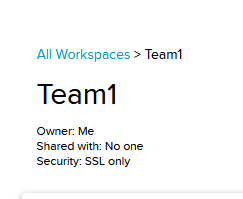 All Workspaces > Team1
Team1
Owner: Me
Shared with: No one
Security: SSL only